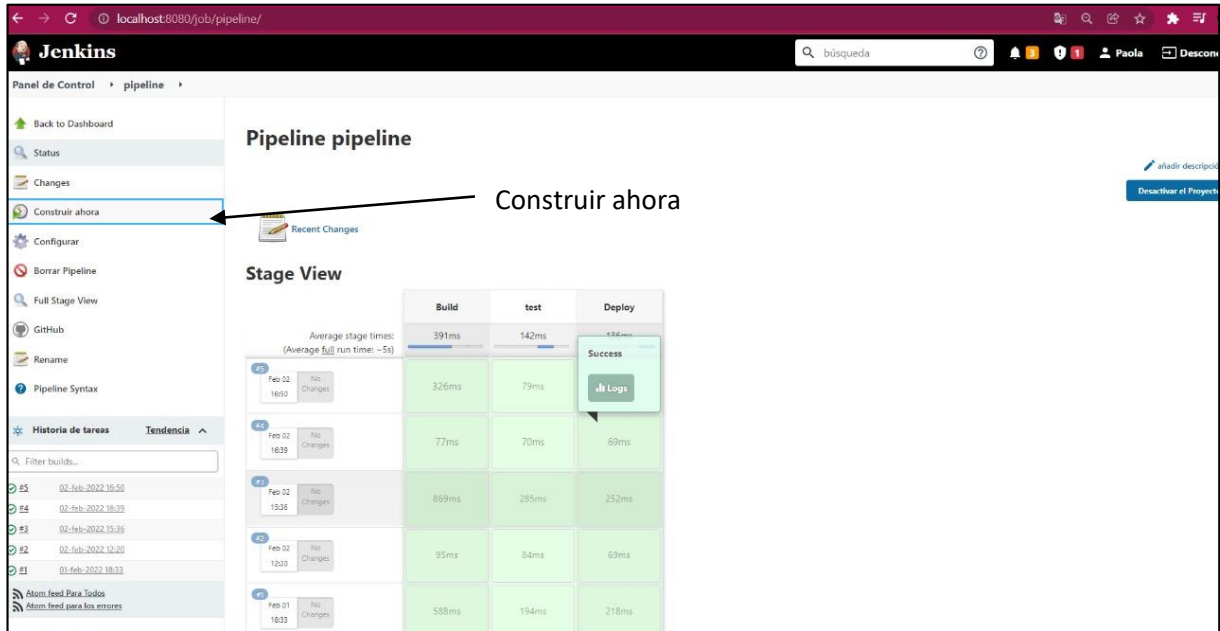 localhost:8080/job/pipeline/
Jenkins
búsqueda
3
1
Paola
Descone
Panel de Control
pipeline
Back to Dashboard
Status
Changes
Construir ahora
Configurar
Borrar Pipeline
Full Stage View
GitHub
Rename
Pipeline Syntax
Historia de tareas
Tendencia
Filter builds...
#5 02-feb-2022 16:50
#4 02-feb-2022 16:39
#3 02-feb-2022 15:36
#2 02-feb-2022 12:20
#1 01-feb-2022 18:33
Atom feed Para Todos
Atom feed para los errores
Pipeline pipeline
añadir descripció
Desactivar el Proyecto
Construir ahora
Recent Changes
Stage View
Build test Deploy
Average stage times: 391ms 142ms 136ms
(Average full run time: ~5s)
Success
Logs
#5
Feb 02 No
16:50 Changes
326ms 79ms
#4
Feb 02 No
16:39 Changes
77ms 70ms 69ms
#3
Feb 02 No
15:36 Changes
869ms 285ms 252ms
#2
Feb 02 No
12:20 Changes
95ms 84ms 69ms
#1
Feb 01 No
18:33 Changes
588ms 194ms 218ms